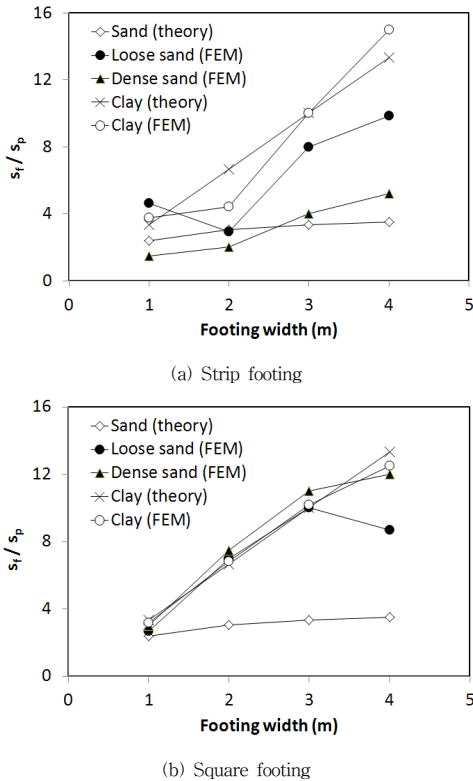 16
12
8
4
0
s_f / s_p
Sand (theory)
Loose sand (FEM)
Dense sand (FEM)
Clay (theory)
Clay (FEM)
0 1 2 3 4 5
Footing width (m)
(a) Strip footing
16
12
8
4
0
s_f / s_p
Sand (theory)
Loose sand (FEM)
Dense sand (FEM)
Clay (theory)
Clay (FEM)
0 1 2 3 4 5
Footing width (m)
(b) Square footing